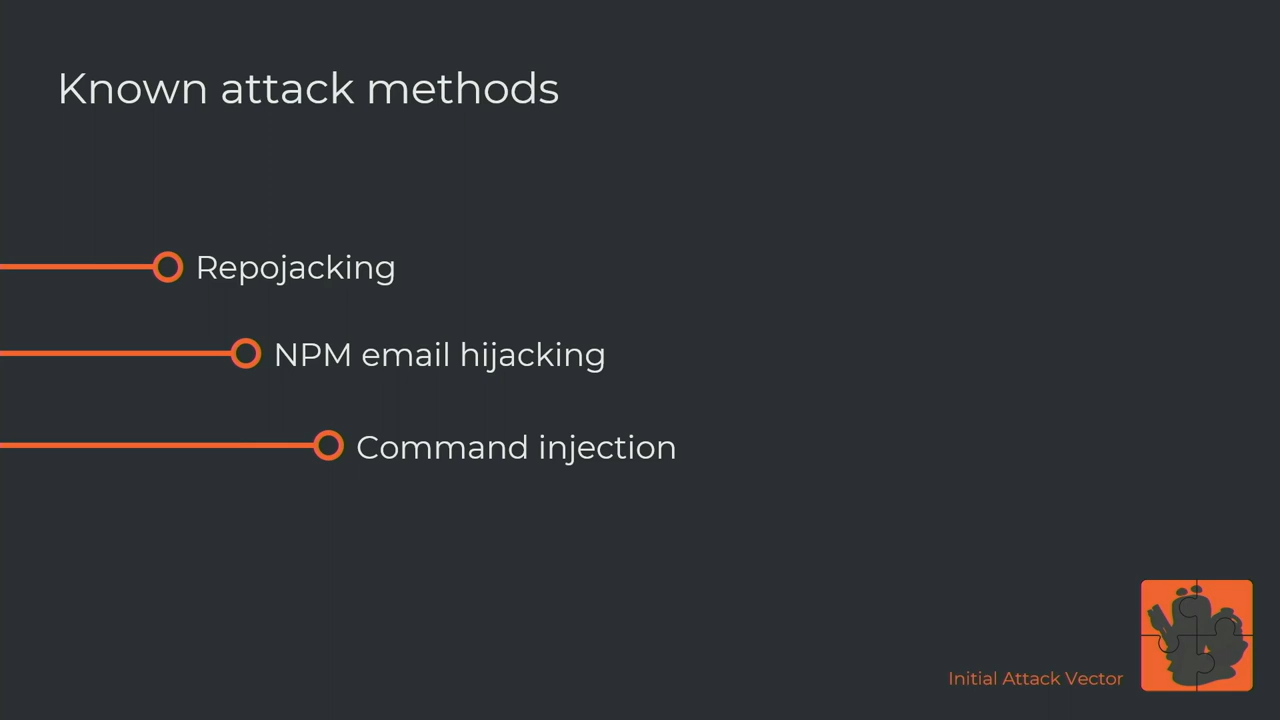 Known attack methods
Repojacking
NPM email hijacking
Command injection
Initial Attack Vector